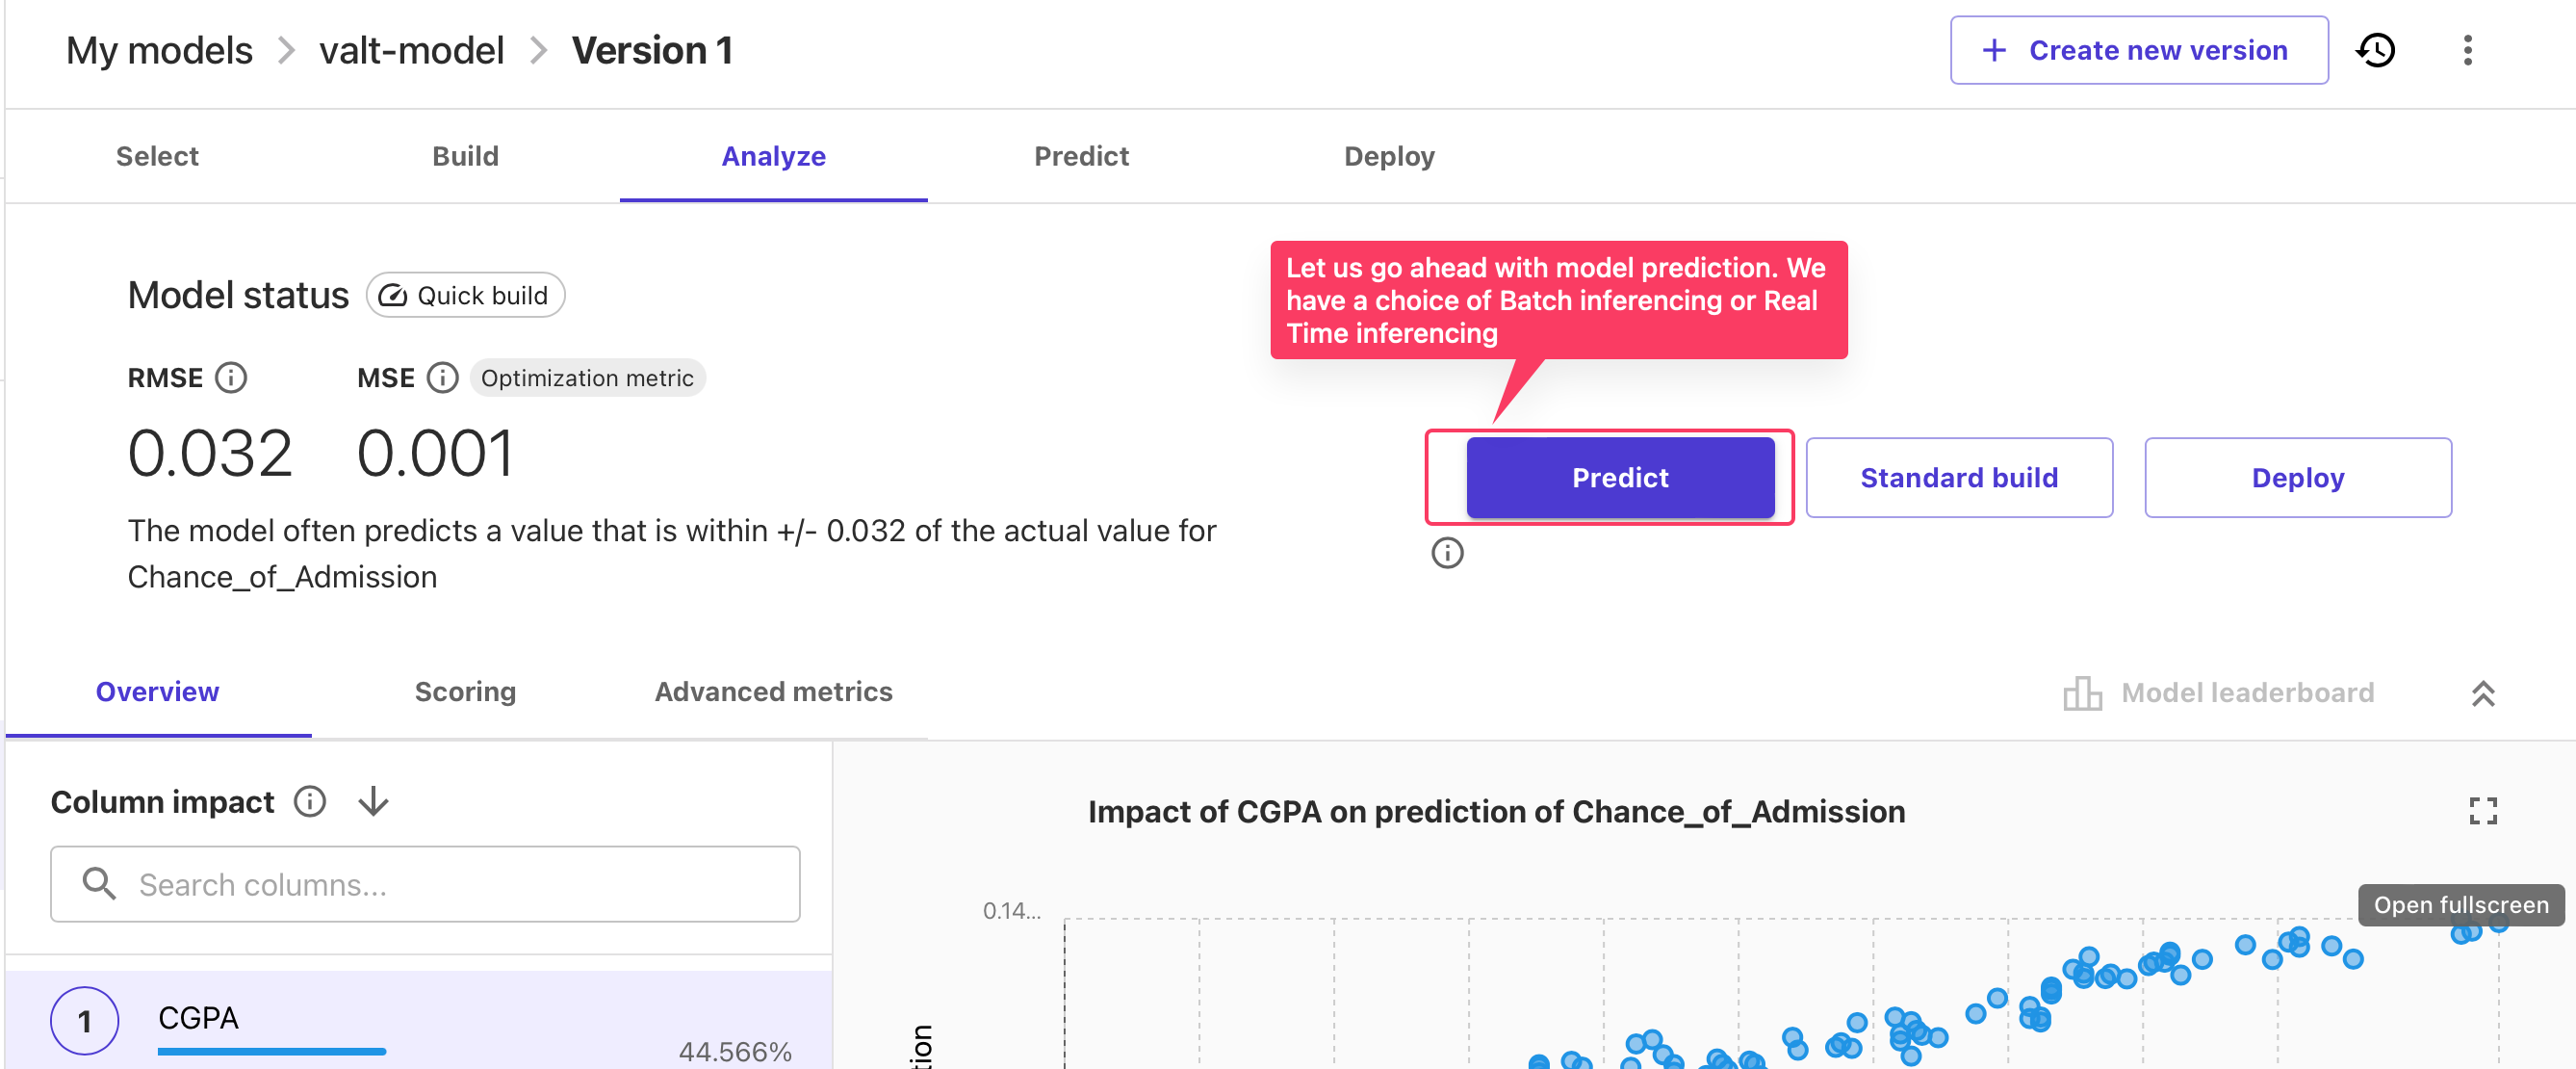 My models > valt-model > Version 1
+ Create new version
Select Build Analyze Predict Deploy
Let us go ahead with model prediction. We
have a choice of Batch inferencing or Real
Time inferencing
Model status Quick build
RMSE MSE Optimization metric
0.032 0.001
Predict Standard build Deploy
The model often predicts a value that is within +/- 0.032 of the actual value for
Chance_of_Admission
Overview Scoring Advanced metrics Model leaderboard
Column impact
Search columns...
1 CGPA
44.566%
Impact of CGPA on prediction of Chance_of_Admission
Open fullscreen
0.14...
tion